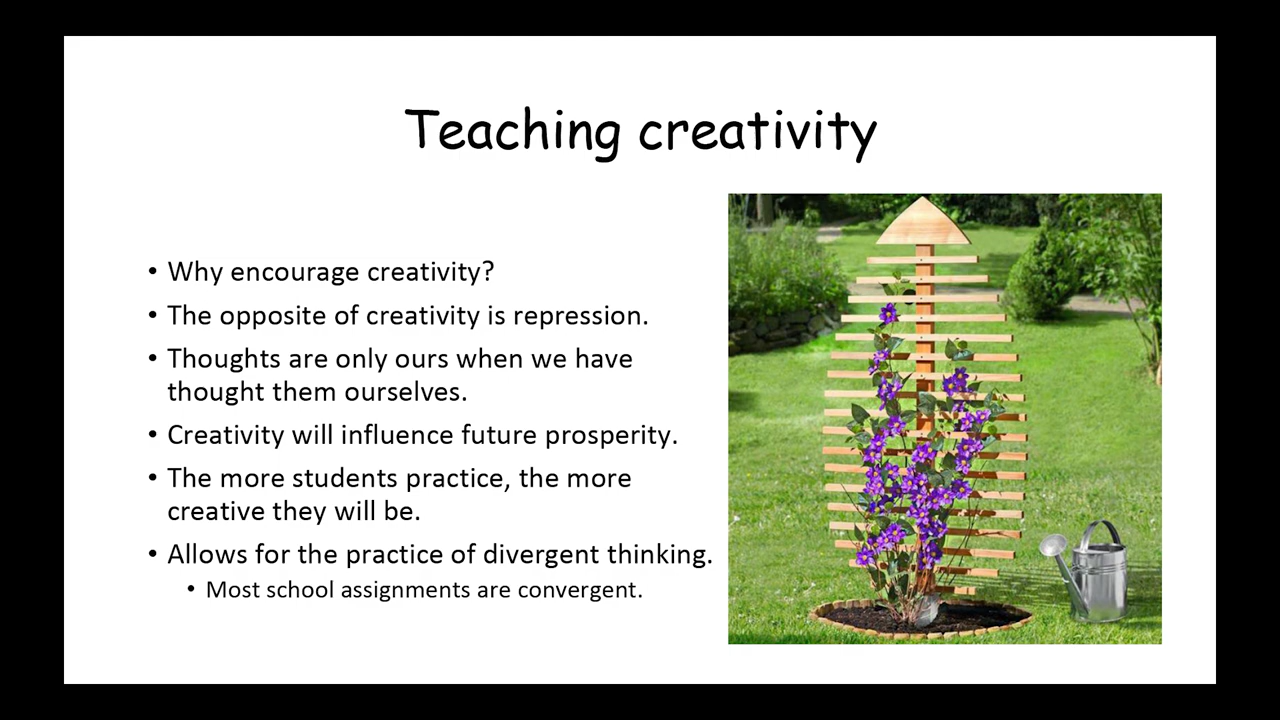 Teaching creativity
• Why encourage creativity?
• The opposite of creativity is repression.
• Thoughts are only ours when we have
thought them ourselves.
• Creativity will influence future prosperity.
• The more students practice, the more
creative they will be.
• Allows for the practice of divergent thinking.
• Most school assignments are convergent.